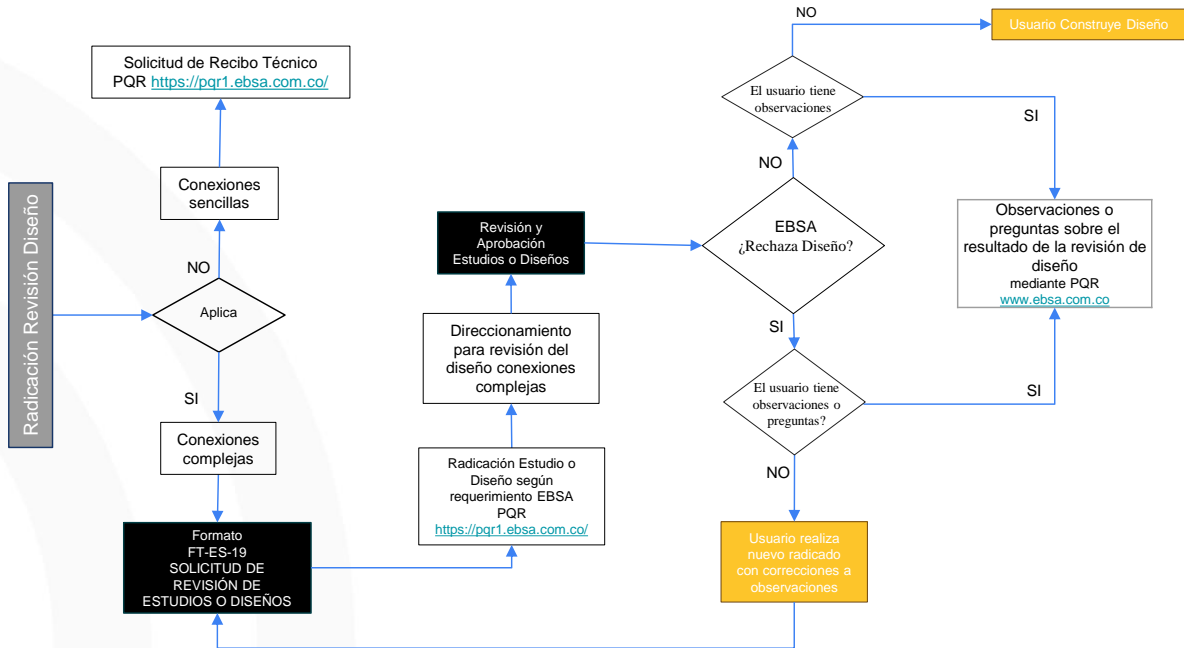 NO
Usuario Construye Diseño
Solicitud de Recibo Técnico
PQR https://pqr1.ebsa.com.co/
El usuario tiene
observaciones
SI
NO
Conexiones
sencillas
Radicación Revisión Diseño
Revisión y
Aprobación
Estudios o Diseños
EBSA
¿Rechaza Diseño?
Observaciones o
preguntas sobre el
resultado de la revisión de
diseño
mediante PQR
www.ebsa.com.co
NO
Aplica
SI
Direccionamiento
para revisión del
diseño conexiones
complejas
SI
El usuario tiene
observaciones o
preguntas?
SI
Conexiones
complejas
Radicación Estudio o
Diseño según
requerimiento EBSA
PQR
https://pqr1.ebsa.com.co/
NO
Formato
FT-ES-19
SOLICITUD DE
REVISIÓN DE
ESTUDIOS O DISEÑOS
Usuario realiza
nuevo radicado
con correcciones a
observaciones